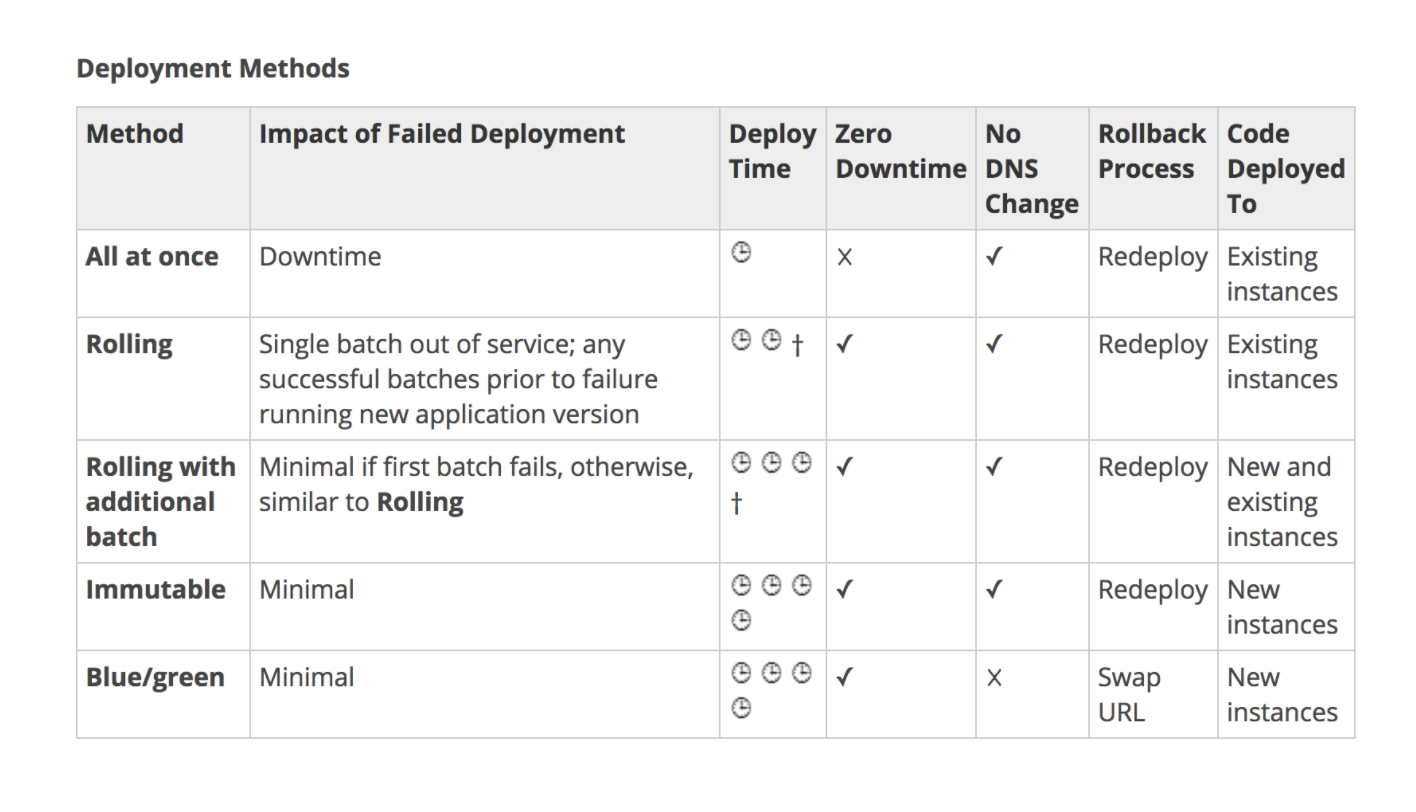 Deployment Methods
Method Impact of Failed Deployment Deploy Time Zero Downtime No DNS Change Rollback Process Code Deployed To
All at once Downtime 🕒 ☓ ✓ Redeploy Existing instances
Rolling Single batch out of service; any successful batches prior to failure running new application version 🕒 🕒 † ✓ ✓ Redeploy Existing instances
Rolling with additional batch Minimal if first batch fails, otherwise, similar to Rolling 🕒 🕒 🕒 † ✓ ✓ Redeploy New and existing instances
Immutable Minimal 🕒 🕒 🕒 🕒 ✓ ✓ Redeploy New instances
Blue/green Minimal 🕒 🕒 🕒 🕒 ✓ ☓ Swap URL New instances